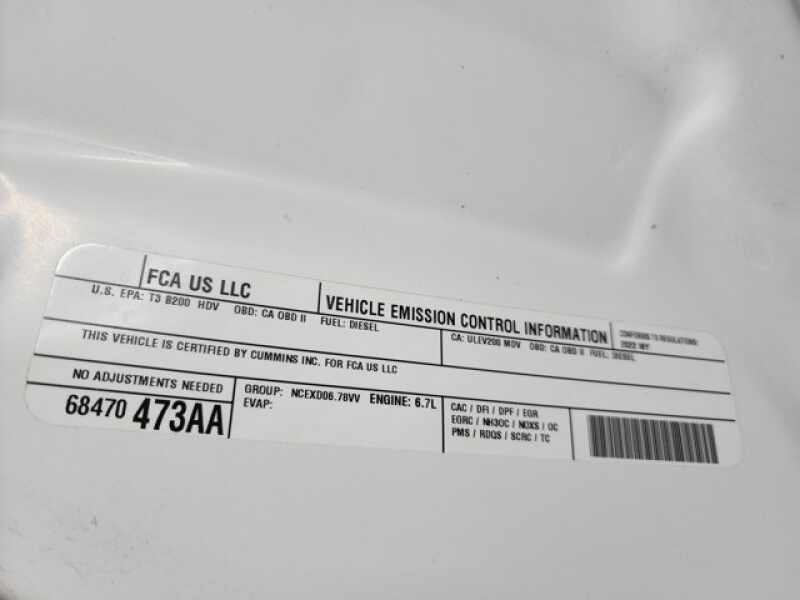 FCA US LLC
VEHICLE EMISSION CONTROL INFORMATION
CONFORMS TO REGULATIONS:
2022 MY
U.S. EPA: T3 B200 HDV OBD: CA OBD II FUEL: DIESEL
CA: ULEV200 MDV OBD: CA OBD II FUEL: DIESEL
THIS VEHICLE IS CERTIFIED BY CUMMINS INC. FOR FCA US LLC
NO ADJUSTMENTS NEEDED
68470 473AA
GROUP: NCEXD06.78VV ENGINE: 6.7L
EVAP:
CAC / DFI / DPF / EGR
EGRC / NH3OC / NOXS / OC
PMS / RDQS / SCRC / TC